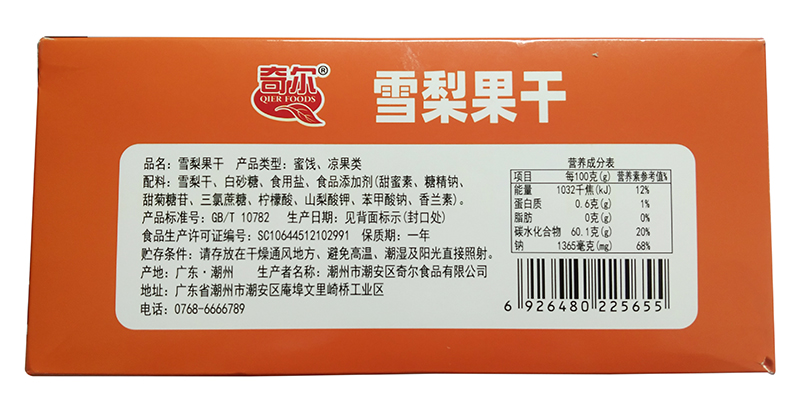 奇尔®
QIER FOODS
雪梨果干
品名：雪梨果干 产品类型：蜜饯、凉果类
配料：雪梨干、白砂糖、食用盐、食品添加剂(甜蜜素、糖精钠、
甜菊糖苷、三氯蔗糖、柠檬酸、山梨酸钾、苯甲酸钠、香兰素)。
产品标准号：GB/T 10782 生产日期：见背面标示(封口处)
食品生产许可证编号：SC10644512102991 保质期：一年
贮存条件：请存放在干燥通风地方、避免高温、潮湿及阳光直接照射。
产地：广东·潮州 生产者名称：潮州市潮安区奇尔食品有限公司
地址：广东省潮州市潮安区庵埠文里崎桥工业区
电话：0768-6666789
营养成分表
项目 每100克(g) 营养素参考值%
能量 1032千焦(kJ) 12%
蛋白质 0.6克(g) 1%
脂肪 0克(g) 0%
碳水化合物 60.1克(g) 20%
钠 1365毫克(mg) 68%
6 926480 225655